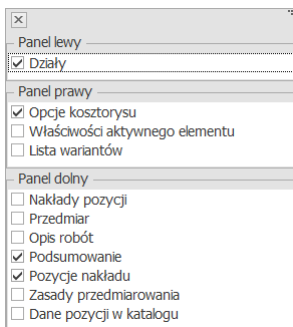 Panel lewy
Działy
Panel prawy
Opcje kosztorysu
Właściwości aktywnego elementu
Lista wariantów
Panel dolny
Nakłady pozycji
Przedmiar
Opis robót
Podsumowanie
Pozycje nakładu
Zasady przedmiarowania
Dane pozycji w katalogu